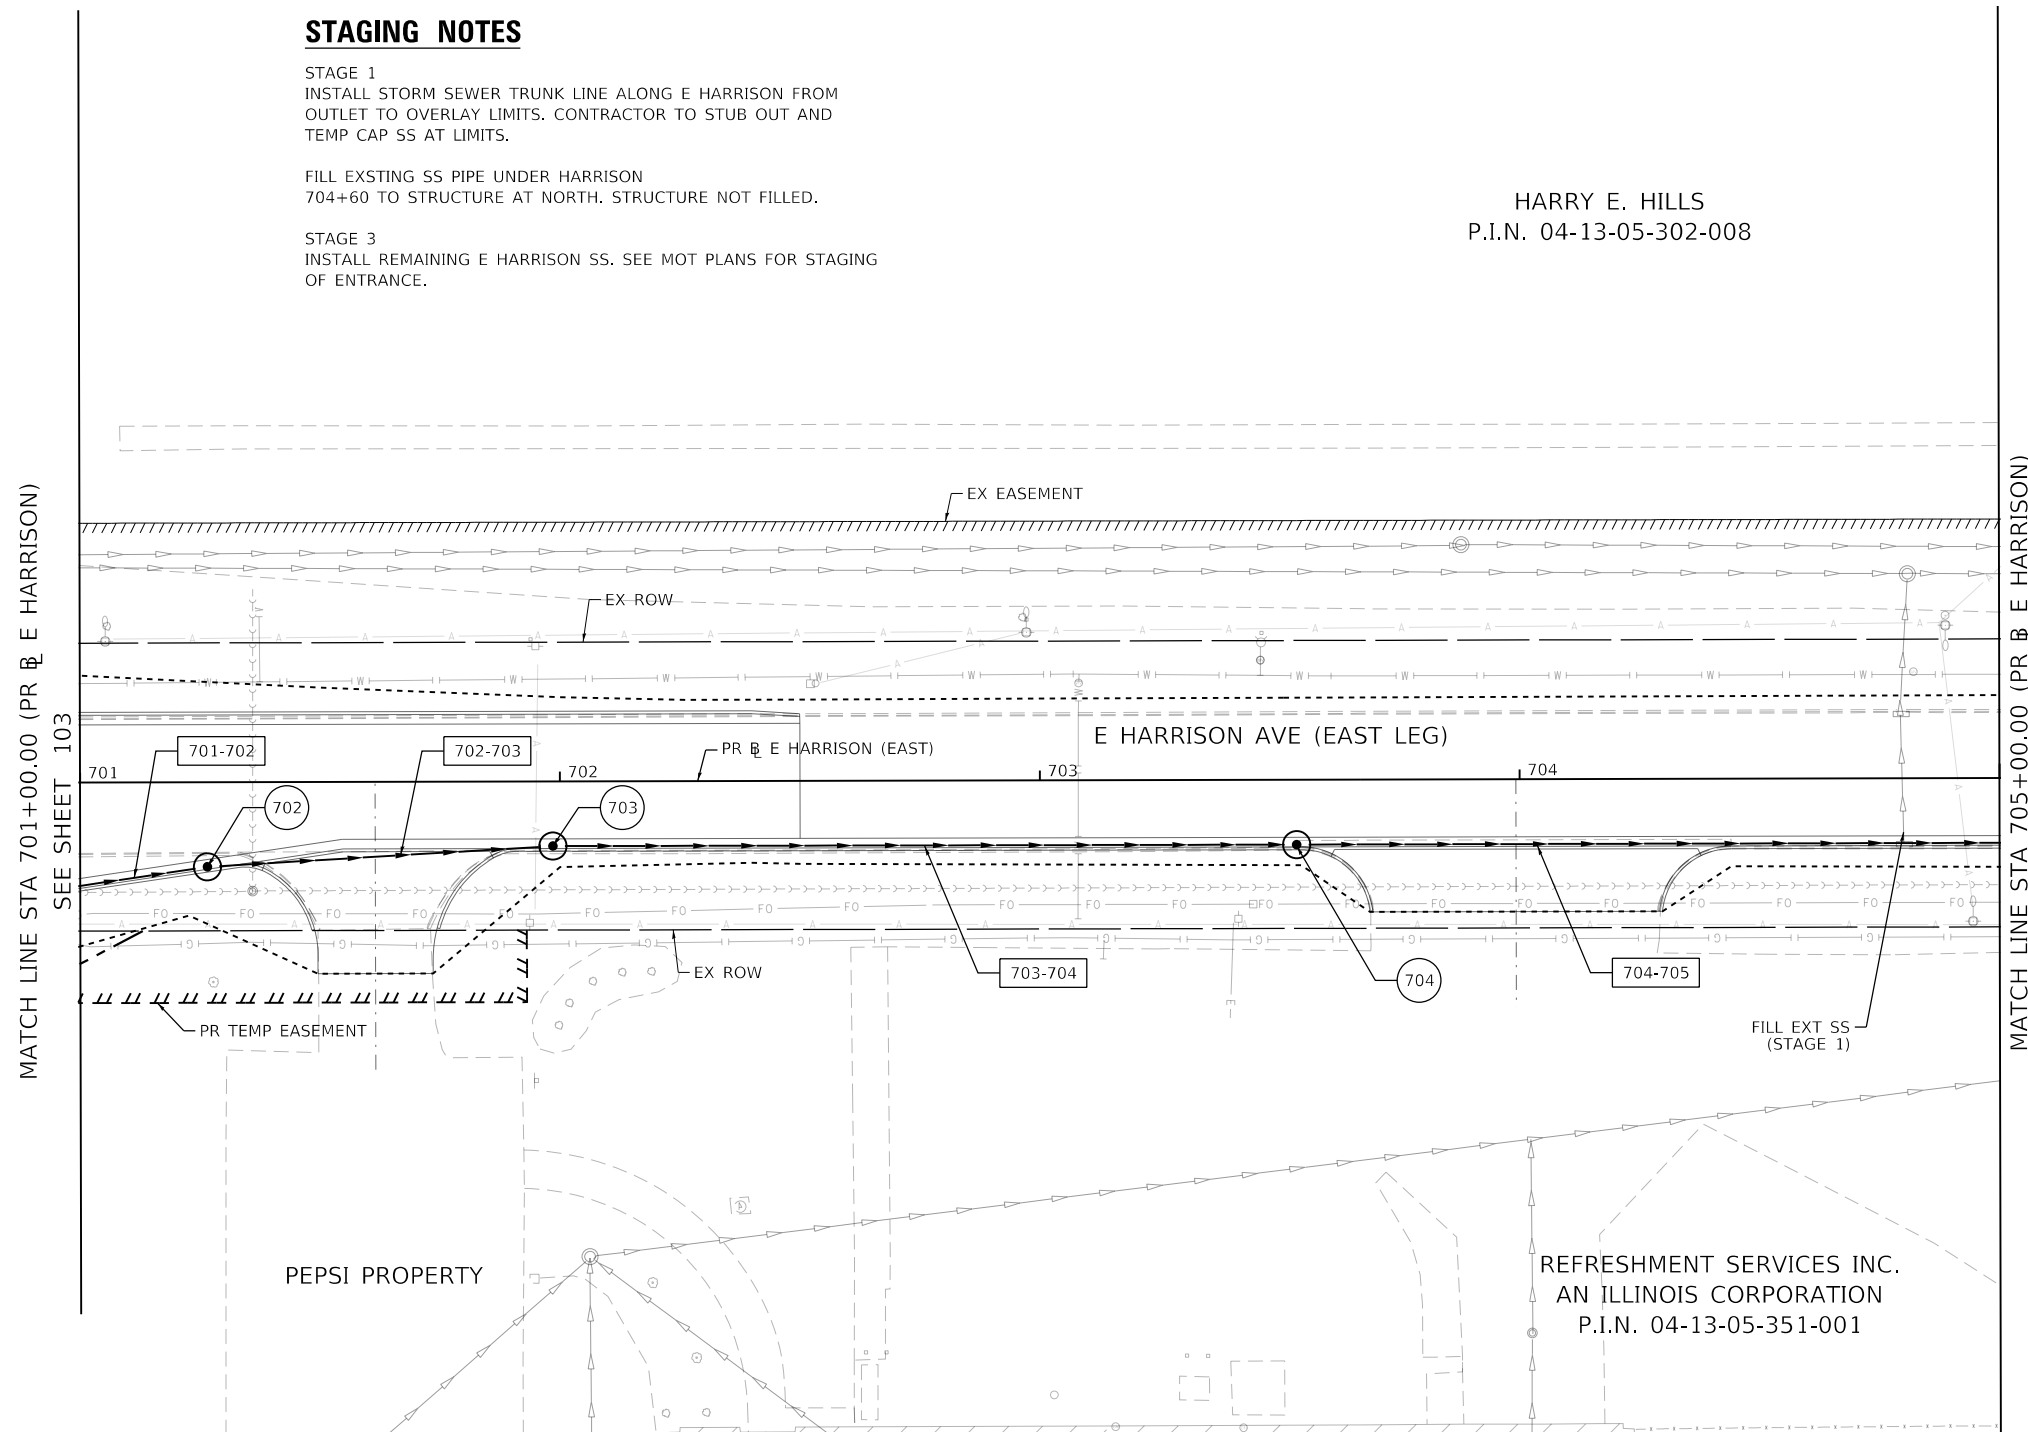 STAGING NOTES
STAGE 1
INSTALL STORM SEWER TRUNK LINE ALONG E HARRISON FROM
OUTLET TO OVERLAY LIMITS. CONTRACTOR TO STUB OUT AND
TEMP CAP SS AT LIMITS.
FILL EXSTING SS PIPE UNDER HARRISON
704+60 TO STRUCTURE AT NORTH. STRUCTURE NOT FILLED.
STAGE 3
INSTALL REMAINING E HARRISON SS. SEE MOT PLANS FOR STAGING
OF ENTRANCE.
HARRY E. HILLS
P.I.N. 04-13-05-302-008
MATCH LINE STA 701+00.00 (PR ℄ E HARRISON)
SEE SHEET 103
EX EASEMENT
EX ROW
E HARRISON AVE (EAST LEG)
701-702
702-703
PR ℄ E HARRISON (EAST)
701
702
703
704
702
703
EX ROW
703-704
704
704-705
PR TEMP EASEMENT
FILL EXT SS
(STAGE 1)
PEPSI PROPERTY
REFRESHMENT SERVICES INC.
AN ILLINOIS CORPORATION
P.I.N. 04-13-05-351-001
MATCH LINE STA 705+00.00 (PR ℄ E HARRISON)